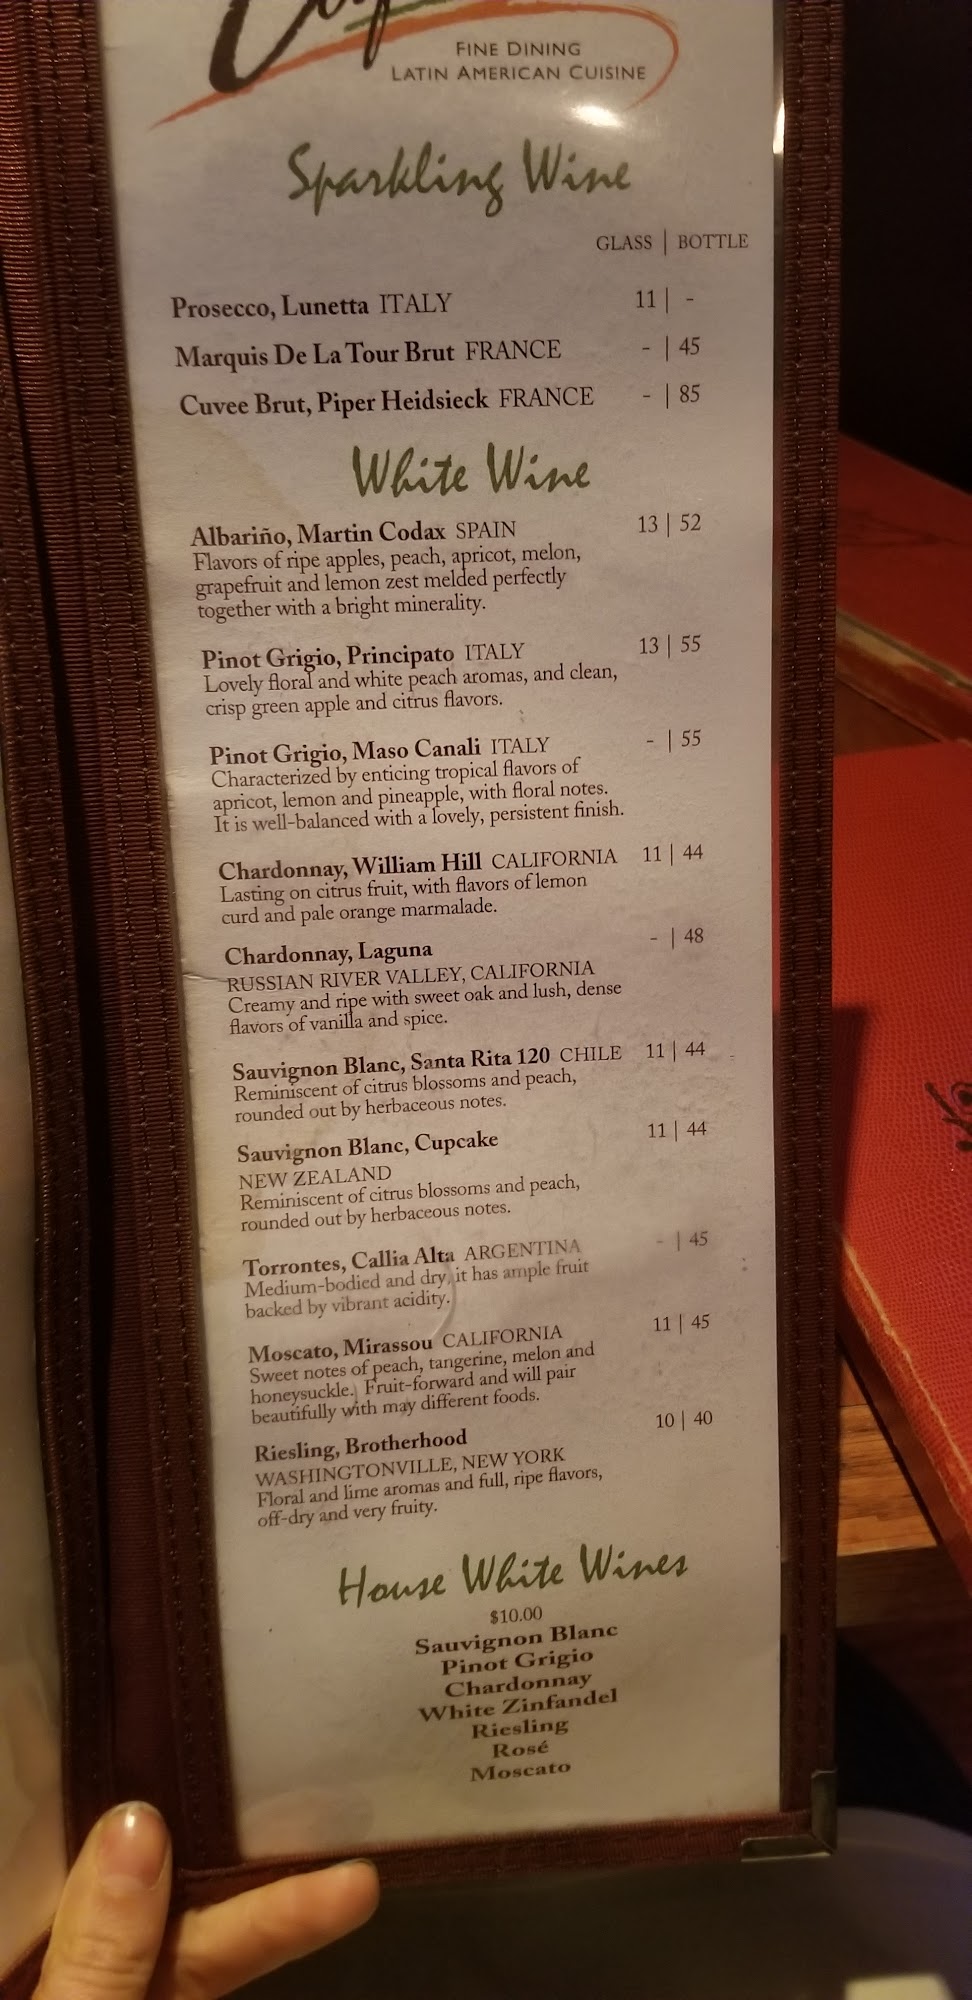 FINE DINING
LATIN AMERICAN CUISINE
Sparkling Wine
GLASS | BOTTLE
Prosecco, Lunetta ITALY 11 | -
Marquis De La Tour Brut FRANCE - | 45
Cuvee Brut, Piper Heidsieck FRANCE - | 85
White Wine
Albariño, Martin Codax SPAIN 13 | 52
Flavors of ripe apples, peach, apricot, melon,
grapefruit and lemon zest melded perfectly
together with a bright minerality.
Pinot Grigio, Principato ITALY 13 | 55
Lovely floral and white peach aromas, and clean,
crisp green apple and citrus flavors.
Pinot Grigio, Maso Canali ITALY - | 55
Characterized by enticing tropical flavors of
apricot, lemon and pineapple, with floral notes.
It is well-balanced with a lovely, persistent finish.
Chardonnay, William Hill CALIFORNIA 11 | 44
Lasting on citrus fruit, with flavors of lemon
curd and pale orange marmalade.
Chardonnay, Laguna - | 48
RUSSIAN RIVER VALLEY, CALIFORNIA
Creamy and ripe with sweet oak and lush, dense
flavors of vanilla and spice.
Sauvignon Blanc, Santa Rita 120 CHILE 11 | 44
Reminiscent of citrus blossoms and peach,
rounded out by herbaceous notes.
Sauvignon Blanc, Cupcake 11 | 44
NEW ZEALAND
Reminiscent of citrus blossoms and peach,
rounded out by herbaceous notes.
Torrontes, Callia Alta ARGENTINA - | 45
Medium-bodied and dry, it has ample fruit
backed by vibrant acidity.
Moscato, Mirassou CALIFORNIA 11 | 45
Sweet notes of peach, tangerine, melon and
honeysuckle. Fruit-forward and will pair
beautifully with may different foods.
Riesling, Brotherhood 10 | 40
WASHINGTONVILLE, NEW YORK
Floral and lime aromas and full, ripe flavors,
off-dry and very fruity.
House White Wines
$10.00
Sauvignon Blanc
Pinot Grigio
Chardonnay
White Zinfandel
Riesling
Rosé
Moscato